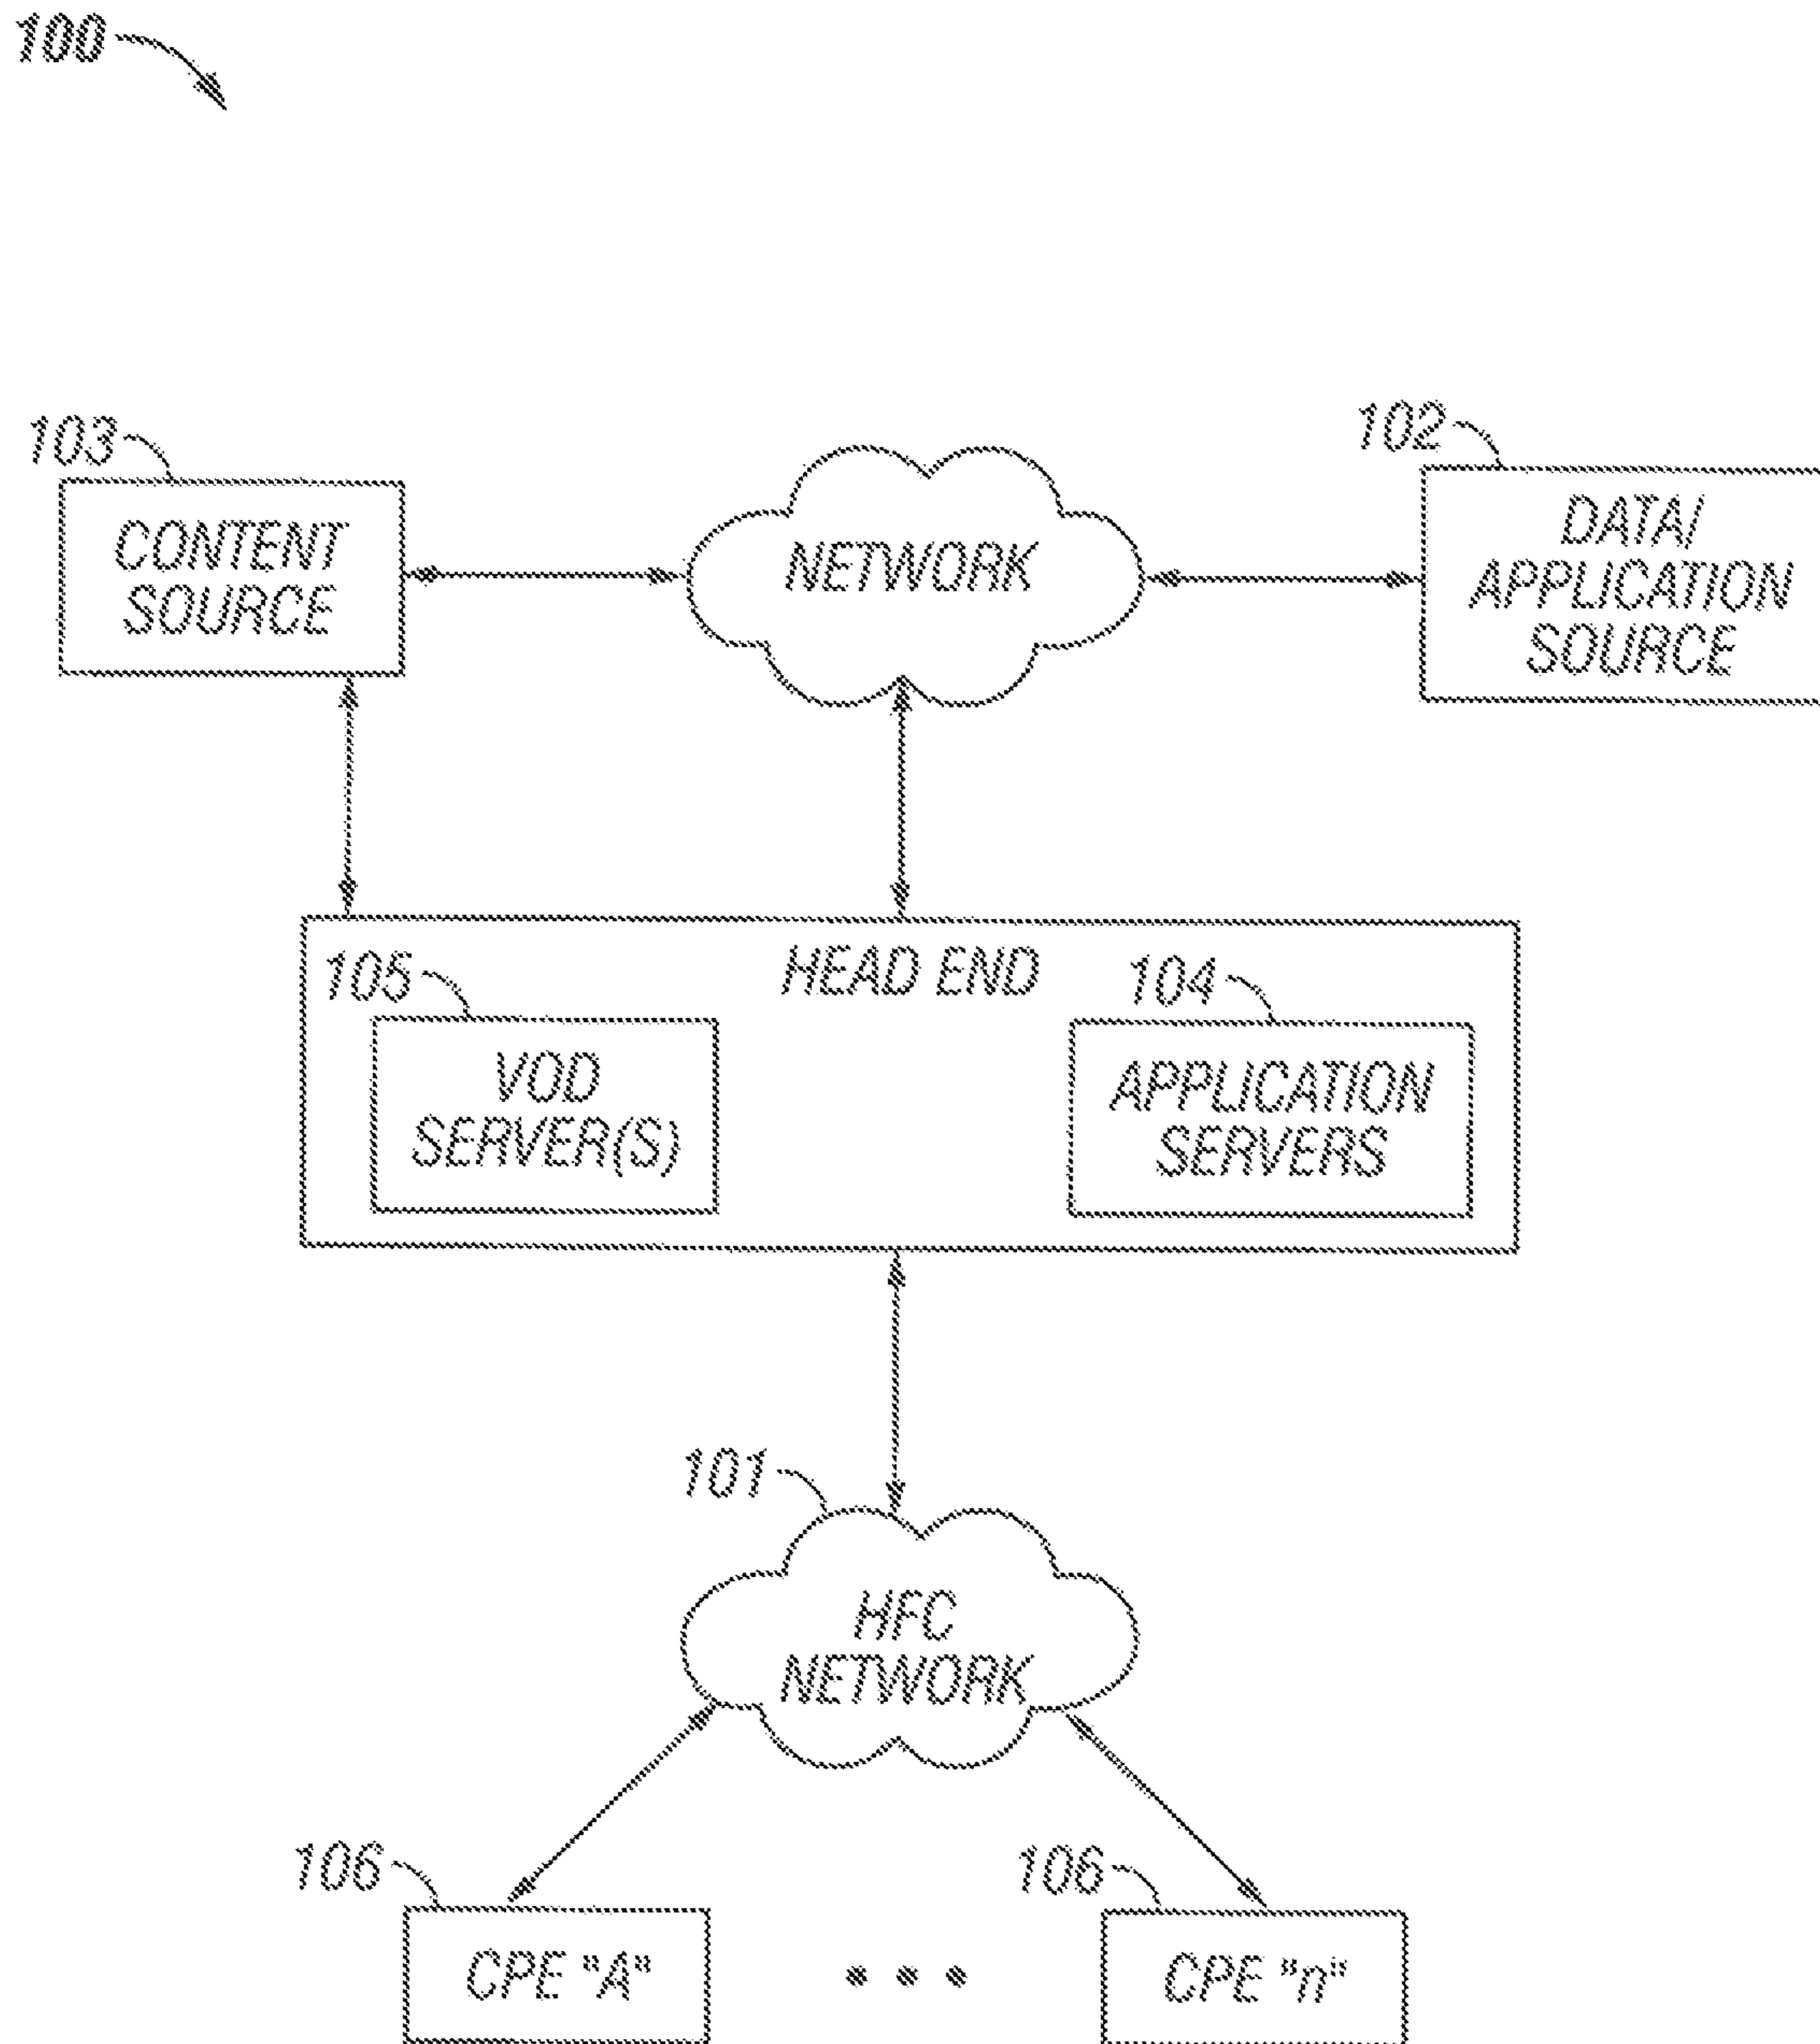 100
103
CONTENT
SOURCE
NETWORK
102
DATA/
APPLICATION
SOURCE
HEAD END
105
VOD
SERVER(S)
104
APPLICATION
SERVERS
101
HFC
NETWORK
106
CPE "A"
106
CPE "n"